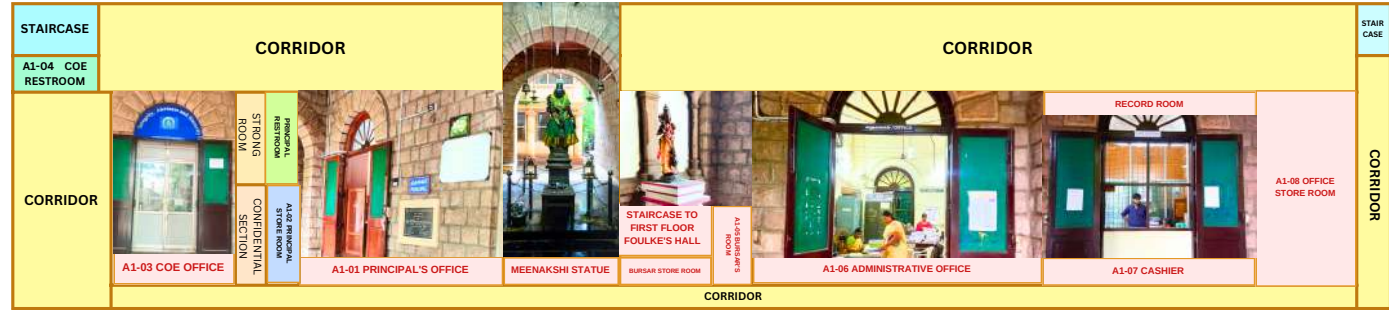 STAIRCASE
A1-04 COE
RESTROOM
CORRIDOR
CORRIDOR
STAIR
CASE
CORRIDOR
A1-03 COE OFFICE
STRONG
ROOM
PRINCIPAL
RESTROOM
CONFIDENTIAL
SECTION
A1-02 PRINCIPAL
STORE ROOM
PRINCIPAL
A1-01 PRINCIPAL'S OFFICE
MEENAKSHI STATUE
STAIRCASE TO
FIRST FLOOR
FOULKE'S HALL
BURSAR STORE ROOM
A1-05 BURSAR'S
ROOM
OFFICE
A1-06 ADMINISTRATIVE OFFICE
RECORD ROOM
A1-07 CASHIER
A1-08 OFFICE
STORE ROOM
CORRIDOR
CORRIDOR